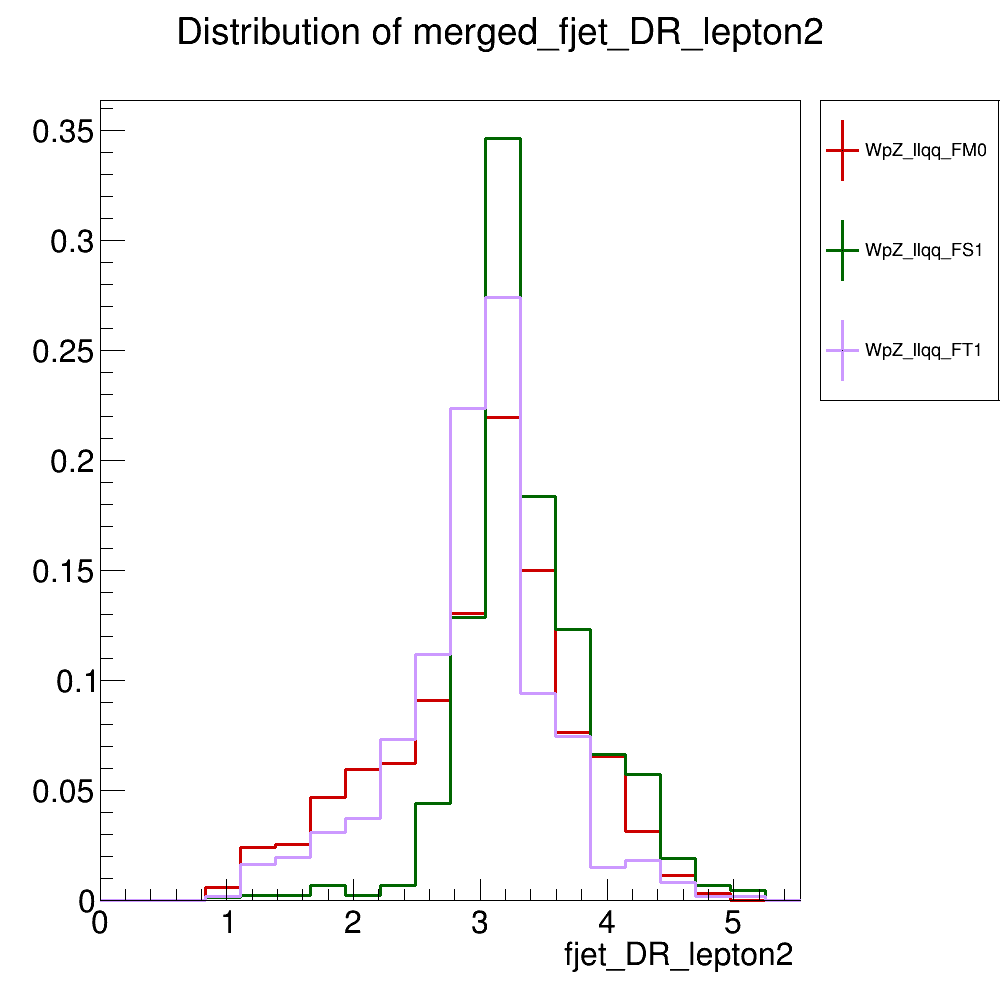 Distribution of merged_fjet_DR_lepton2
0.35
0.3
0.25
0.2
0.15
0.1
0.05
0
0 1 2 3 4 5
fjet_DR_lepton2
WpZ_llqq_FM0
WpZ_llqq_FS1
WpZ_llqq_FT1